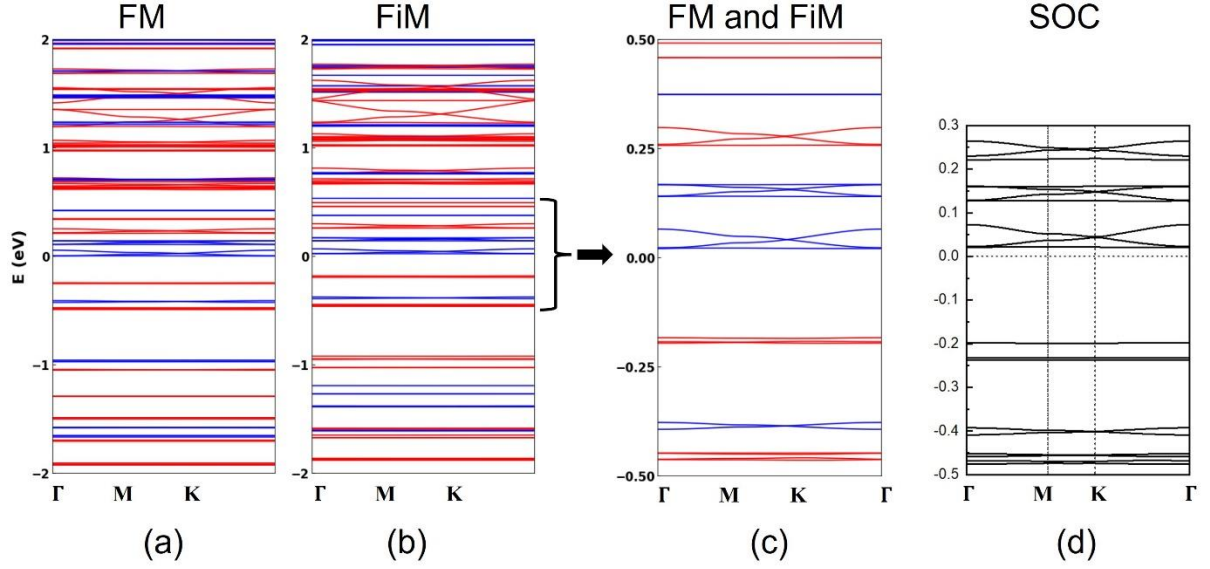 FM
FiM
FM and FiM
SOC
E (eV)
2
1
0
−1
−2
Γ M K
(a)
2
1
0
−1
−2
Γ M K
(b)
0.50
0.25
0.00
−0.25
−0.50
Γ M K Γ
(c)
0.3
0.2
0.1
0.0
-0.1
-0.2
-0.3
-0.4
-0.5
Γ M K Γ
(d)